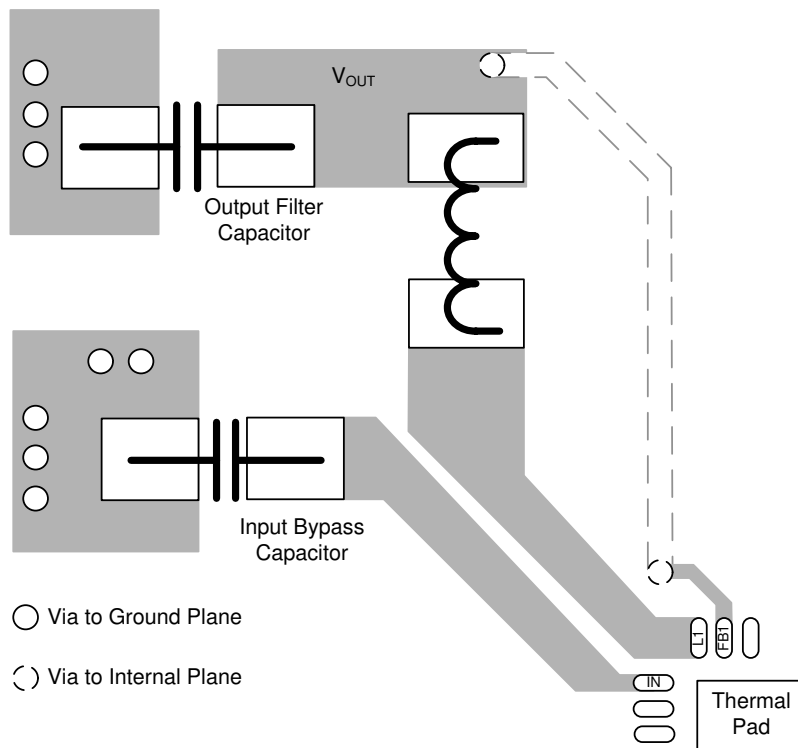 VOUT
Output Filter
Capacitor
Input Bypass
Capacitor
Via to Ground Plane
Via to Internal Plane
L1
FB1
IN
Thermal
Pad